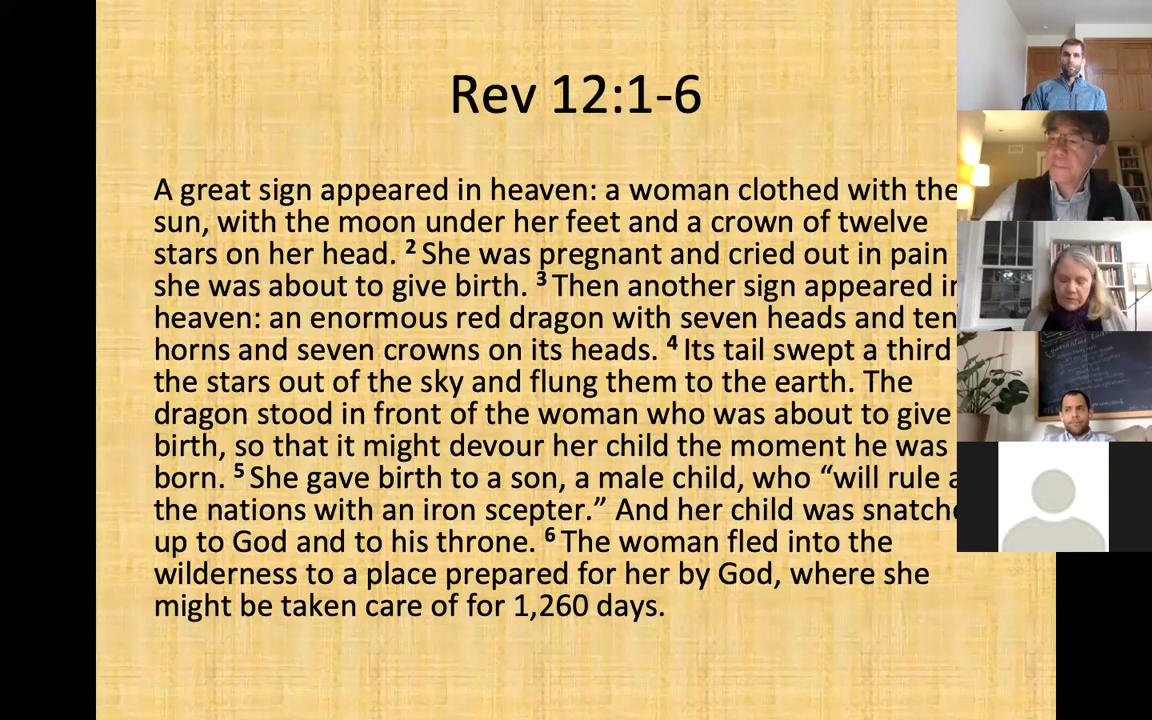 Rev 12:1-6
A great sign appeared in heaven: a woman clothed with the
sun, with the moon under her feet and a crown of twelve
stars on her head. ² She was pregnant and cried out in pain
she was about to give birth. ³ Then another sign appeared
heaven: an enormous red dragon with seven heads and ten
horns and seven crowns on its heads. ⁴ Its tail swept a third
the stars out of the sky and flung them to the earth. The
dragon stood in front of the woman who was about to give
birth, so that it might devour her child the moment he was
born. ⁵ She gave birth to a son, a male child, who “will rule
the nations with an iron scepter.” And her child was
up to God and to his throne. ⁶ The woman fled into the
wilderness to a place prepared for her by God, where she
might be taken care of for 1,260 days.